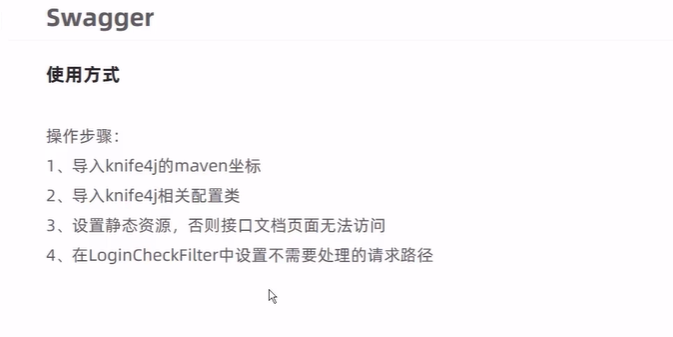 Swagger
使用方式
操作步骤：
1、导入knife4j的maven坐标
2、导入knife4j相关配置类
3、设置静态资源，否则接口文档页面无法访问
4、在LoginCheckFilter中设置不需要处理的请求路径